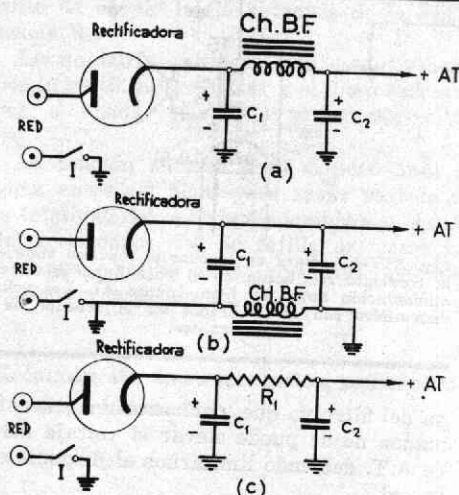 Ch.B.F.
Rectificadora
+ AT
RED
+
C1
-
+
C2
-
I
(a)
Rectificadora
+ AT
RED
+
C1
-
+
C2
-
CH.B.F.
I
(b)
Rectificadora
R1
+ AT
RED
+
C1
-
+
C2
-
I
(c)